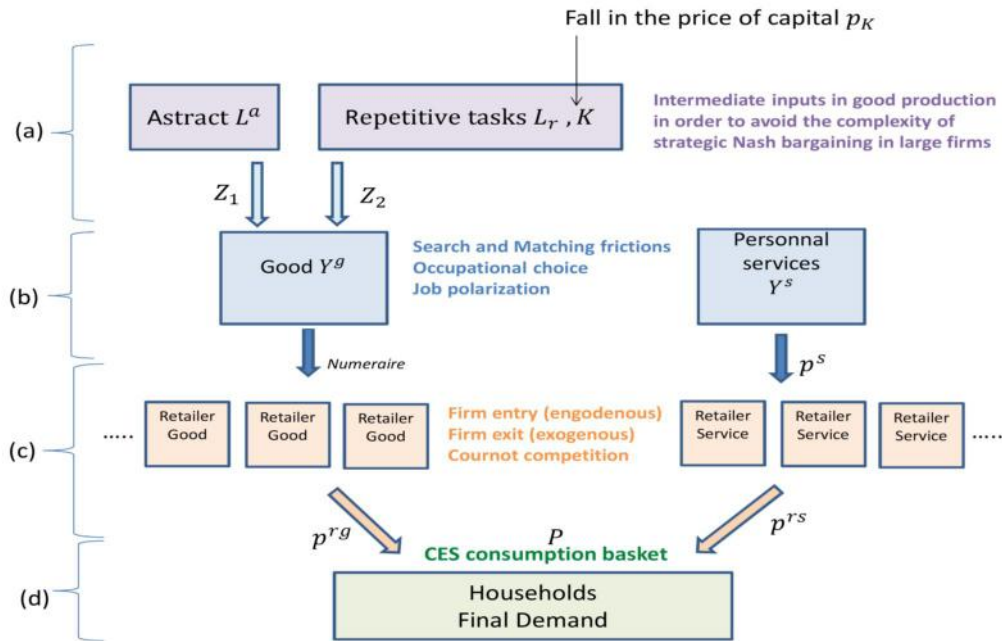 Fall in the price of capital p_K
(a)
Astract L^a
Repetitive tasks L_r , K
Intermediate inputs in good production
in order to avoid the complexity of
strategic Nash bargaining in large firms
Z_1
Z_2
(b)
Good Y^g
Search and Matching frictions
Occupational choice
Job polarization
Personnal
services
Y^s
Numeraire
p^s
(c)
.....
Retailer
Good
Retailer
Good
Retailer
Good
Firm entry (engodenous)
Firm exit (exogenous)
Cournot competition
Retailer
Service
Retailer
Service
Retailer
Service
.....
p^{rg}
P
p^{rs}
CES consumption basket
(d)
Households
Final Demand